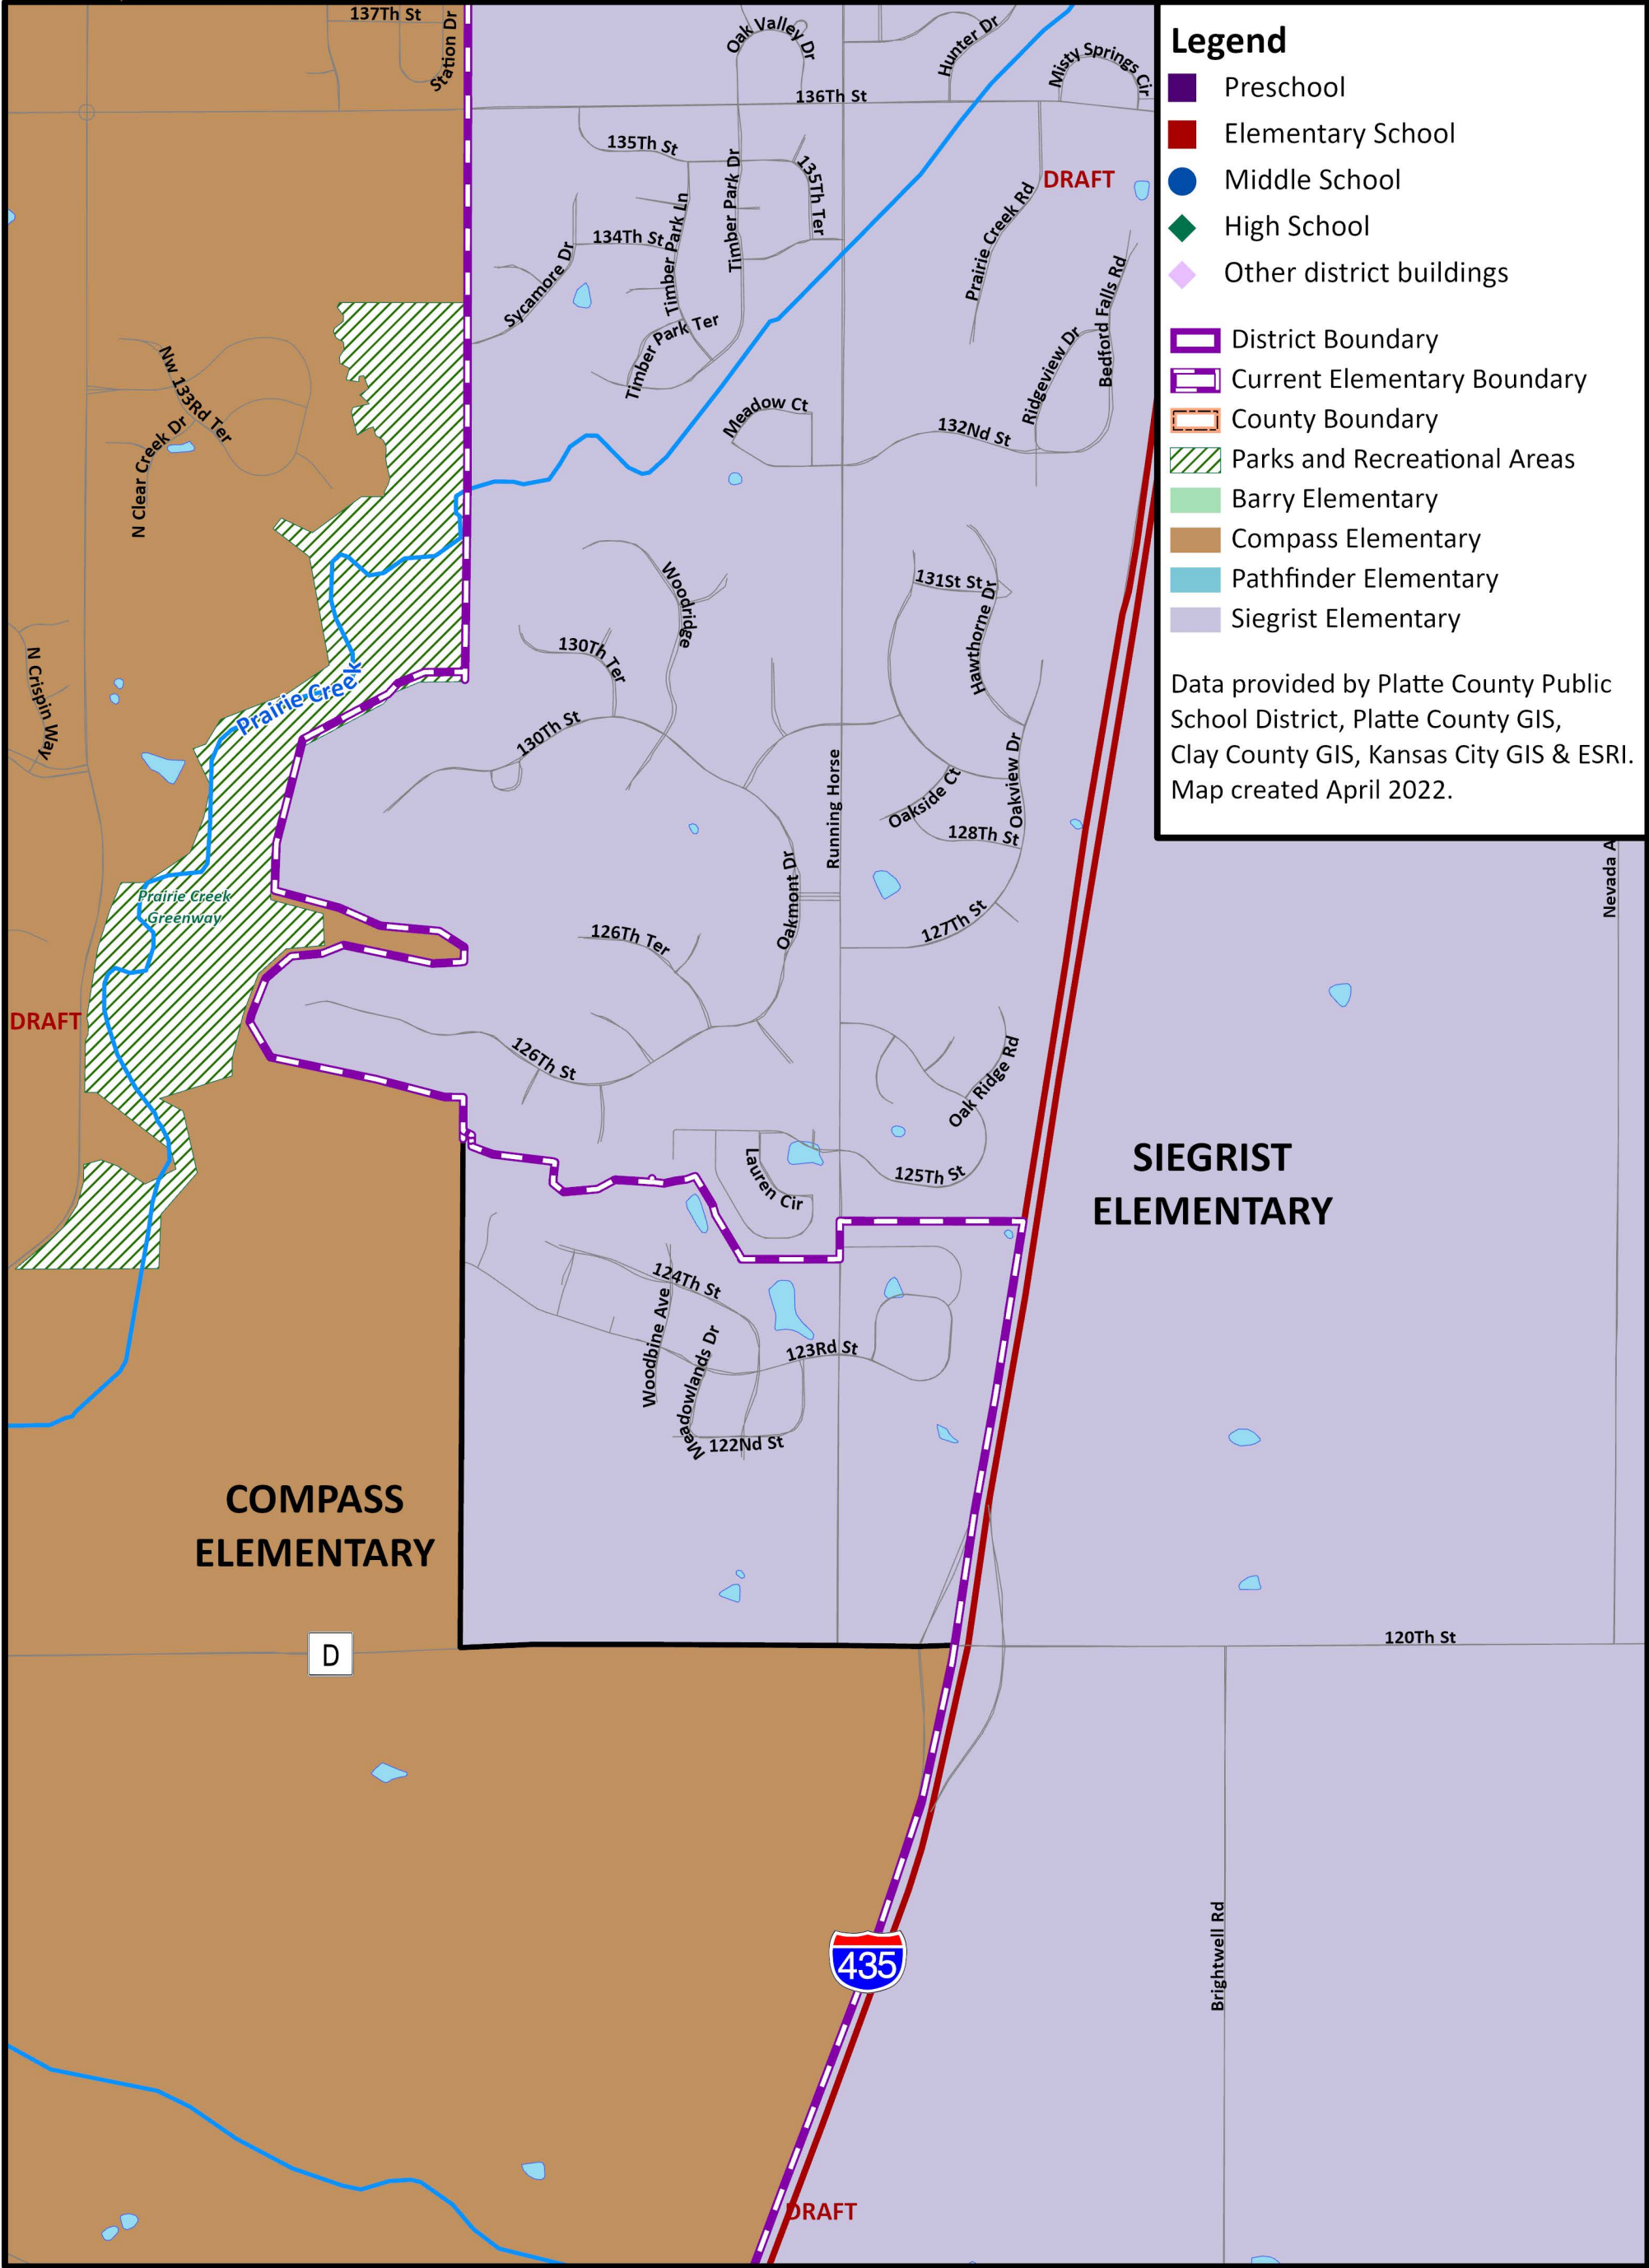 137Th St
Station Dr
Oak Valley Dr
Hunter Dr
Misty Springs Cir
136Th St
135Th St
135Th Ter
Timber Park Dr
Timber Park Ln
134Th St
Sycamore Dr
Timber Park Ter
DRAFT
Prairie Creek Rd
Bedford Falls Rd
Ridgeview Dr
Meadow Ct
132Nd St
Nw 133Rd Ter
N Clear Creek Dr
Legend
Preschool
Elementary School
Middle School
High School
Other district buildings
District Boundary
Current Elementary Boundary
County Boundary
Parks and Recreational Areas
Barry Elementary
Compass Elementary
Pathfinder Elementary
Siegrist Elementary
Data provided by Platte County Public
School District, Platte County GIS,
Clay County GIS, Kansas City GIS & ESRI.
Map created April 2022.
Woodridge
131St St
Hawthorne Dr
130Th Ter
N Crispin Way
Prairie Creek
130Th St
Running Horse
Oakview Dr
Oakside Ct
128Th St
Oakmont Dr
127Th St
126Th Ter
Nevada A
Prairie Creek
Greenway
DRAFT
126Th St
Oak Ridge Rd
125Th St
Lauren Cir
SIEGRIST
ELEMENTARY
124Th St
Woodbine Ave
Meadowlands Dr
123Rd St
122Nd St
COMPASS
ELEMENTARY
D
120Th St
435
Brightwell Rd
DRAFT